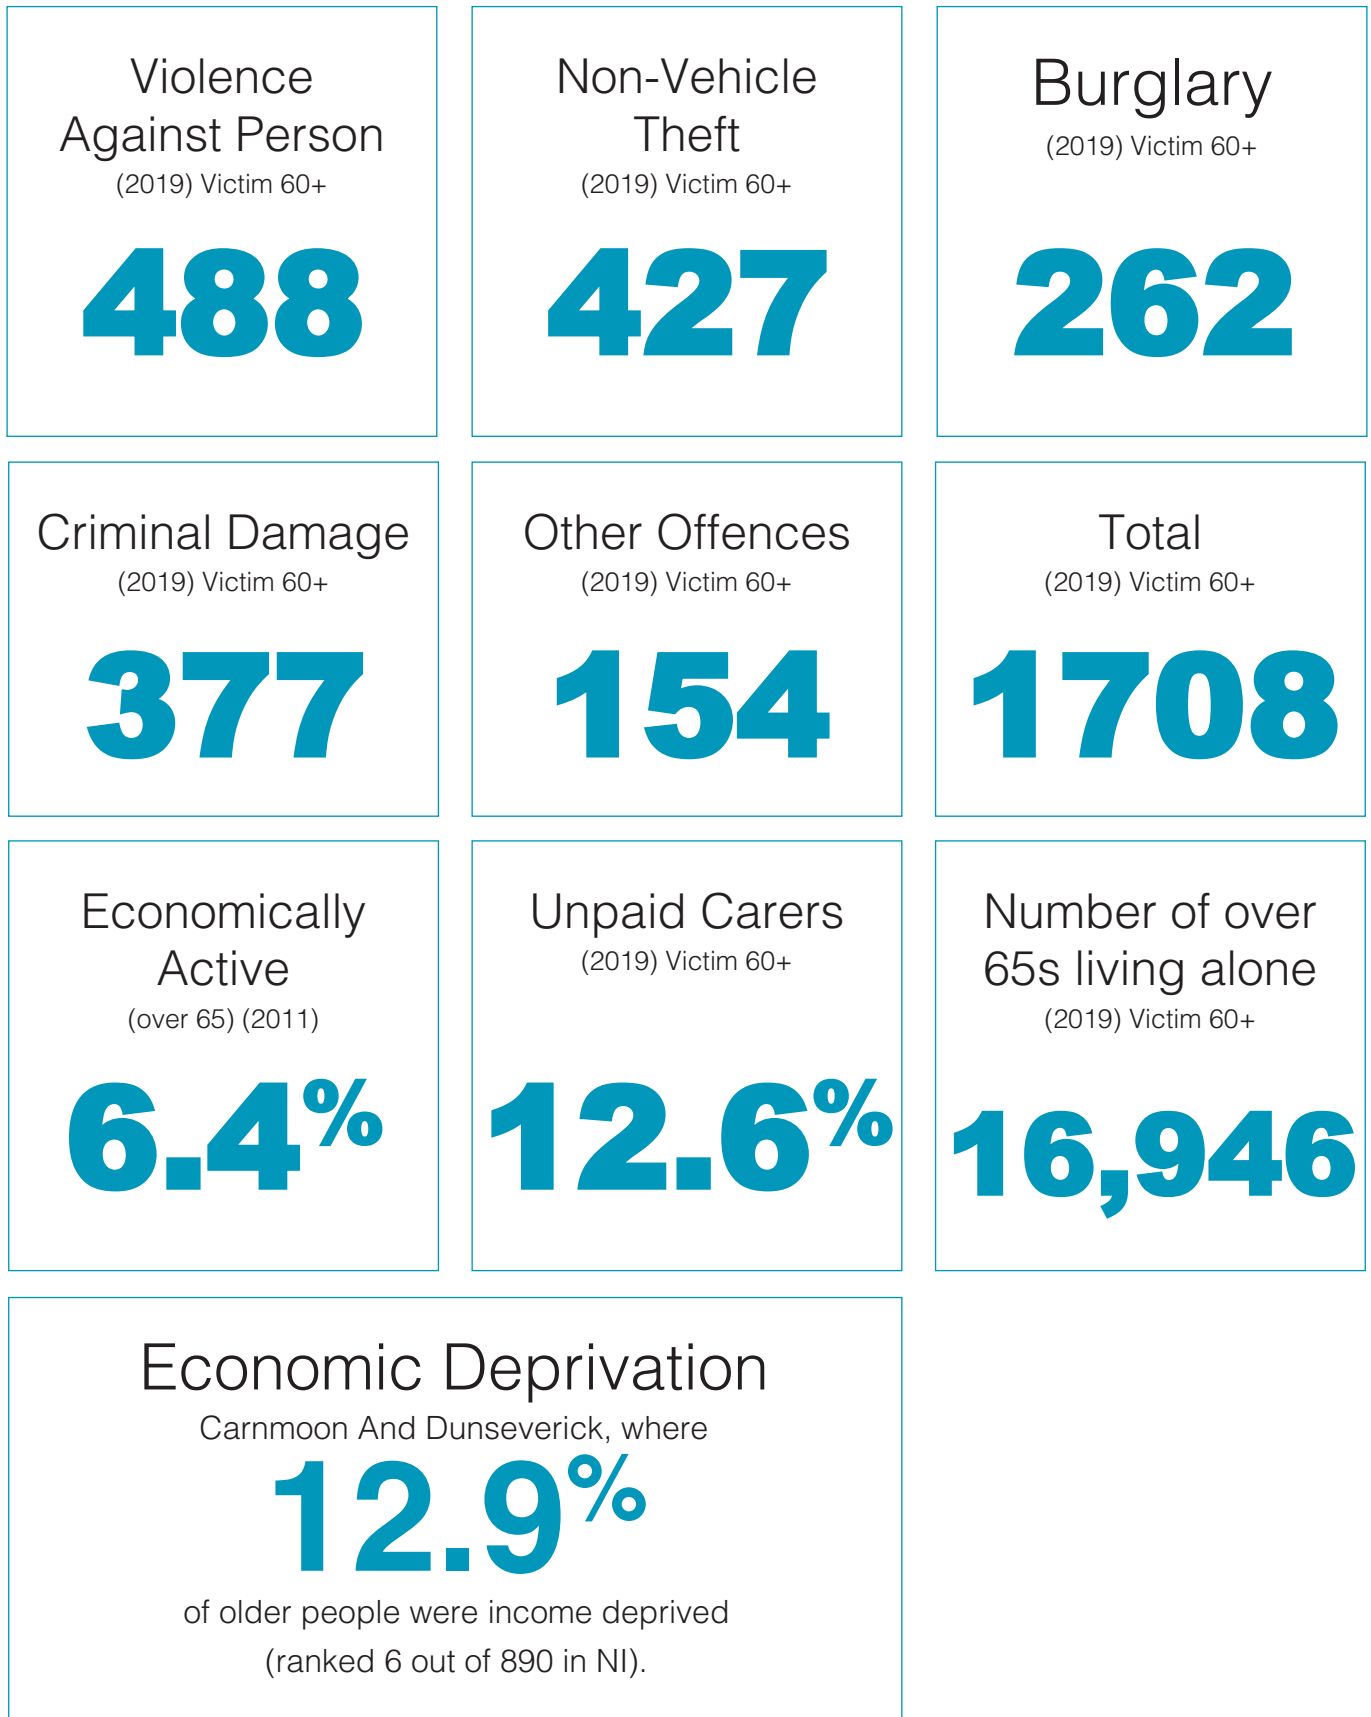 Violence
Against Person
(2019) Victim 60+
488
Non-Vehicle
Theft
(2019) Victim 60+
427
Burglary
(2019) Victim 60+
262
Criminal Damage
(2019) Victim 60+
377
Other Offences
(2019) Victim 60+
154
Total
(2019) Victim 60+
1708
Economically
Active
(over 65) (2011)
6.4%
Unpaid Carers
(2019) Victim 60+
12.6%
Number of over
65s living alone
(2019) Victim 60+
16,946
Economic Deprivation
Carnmoon And Dunseverick, where
12.9%
of older people were income deprived
(ranked 6 out of 890 in NI).